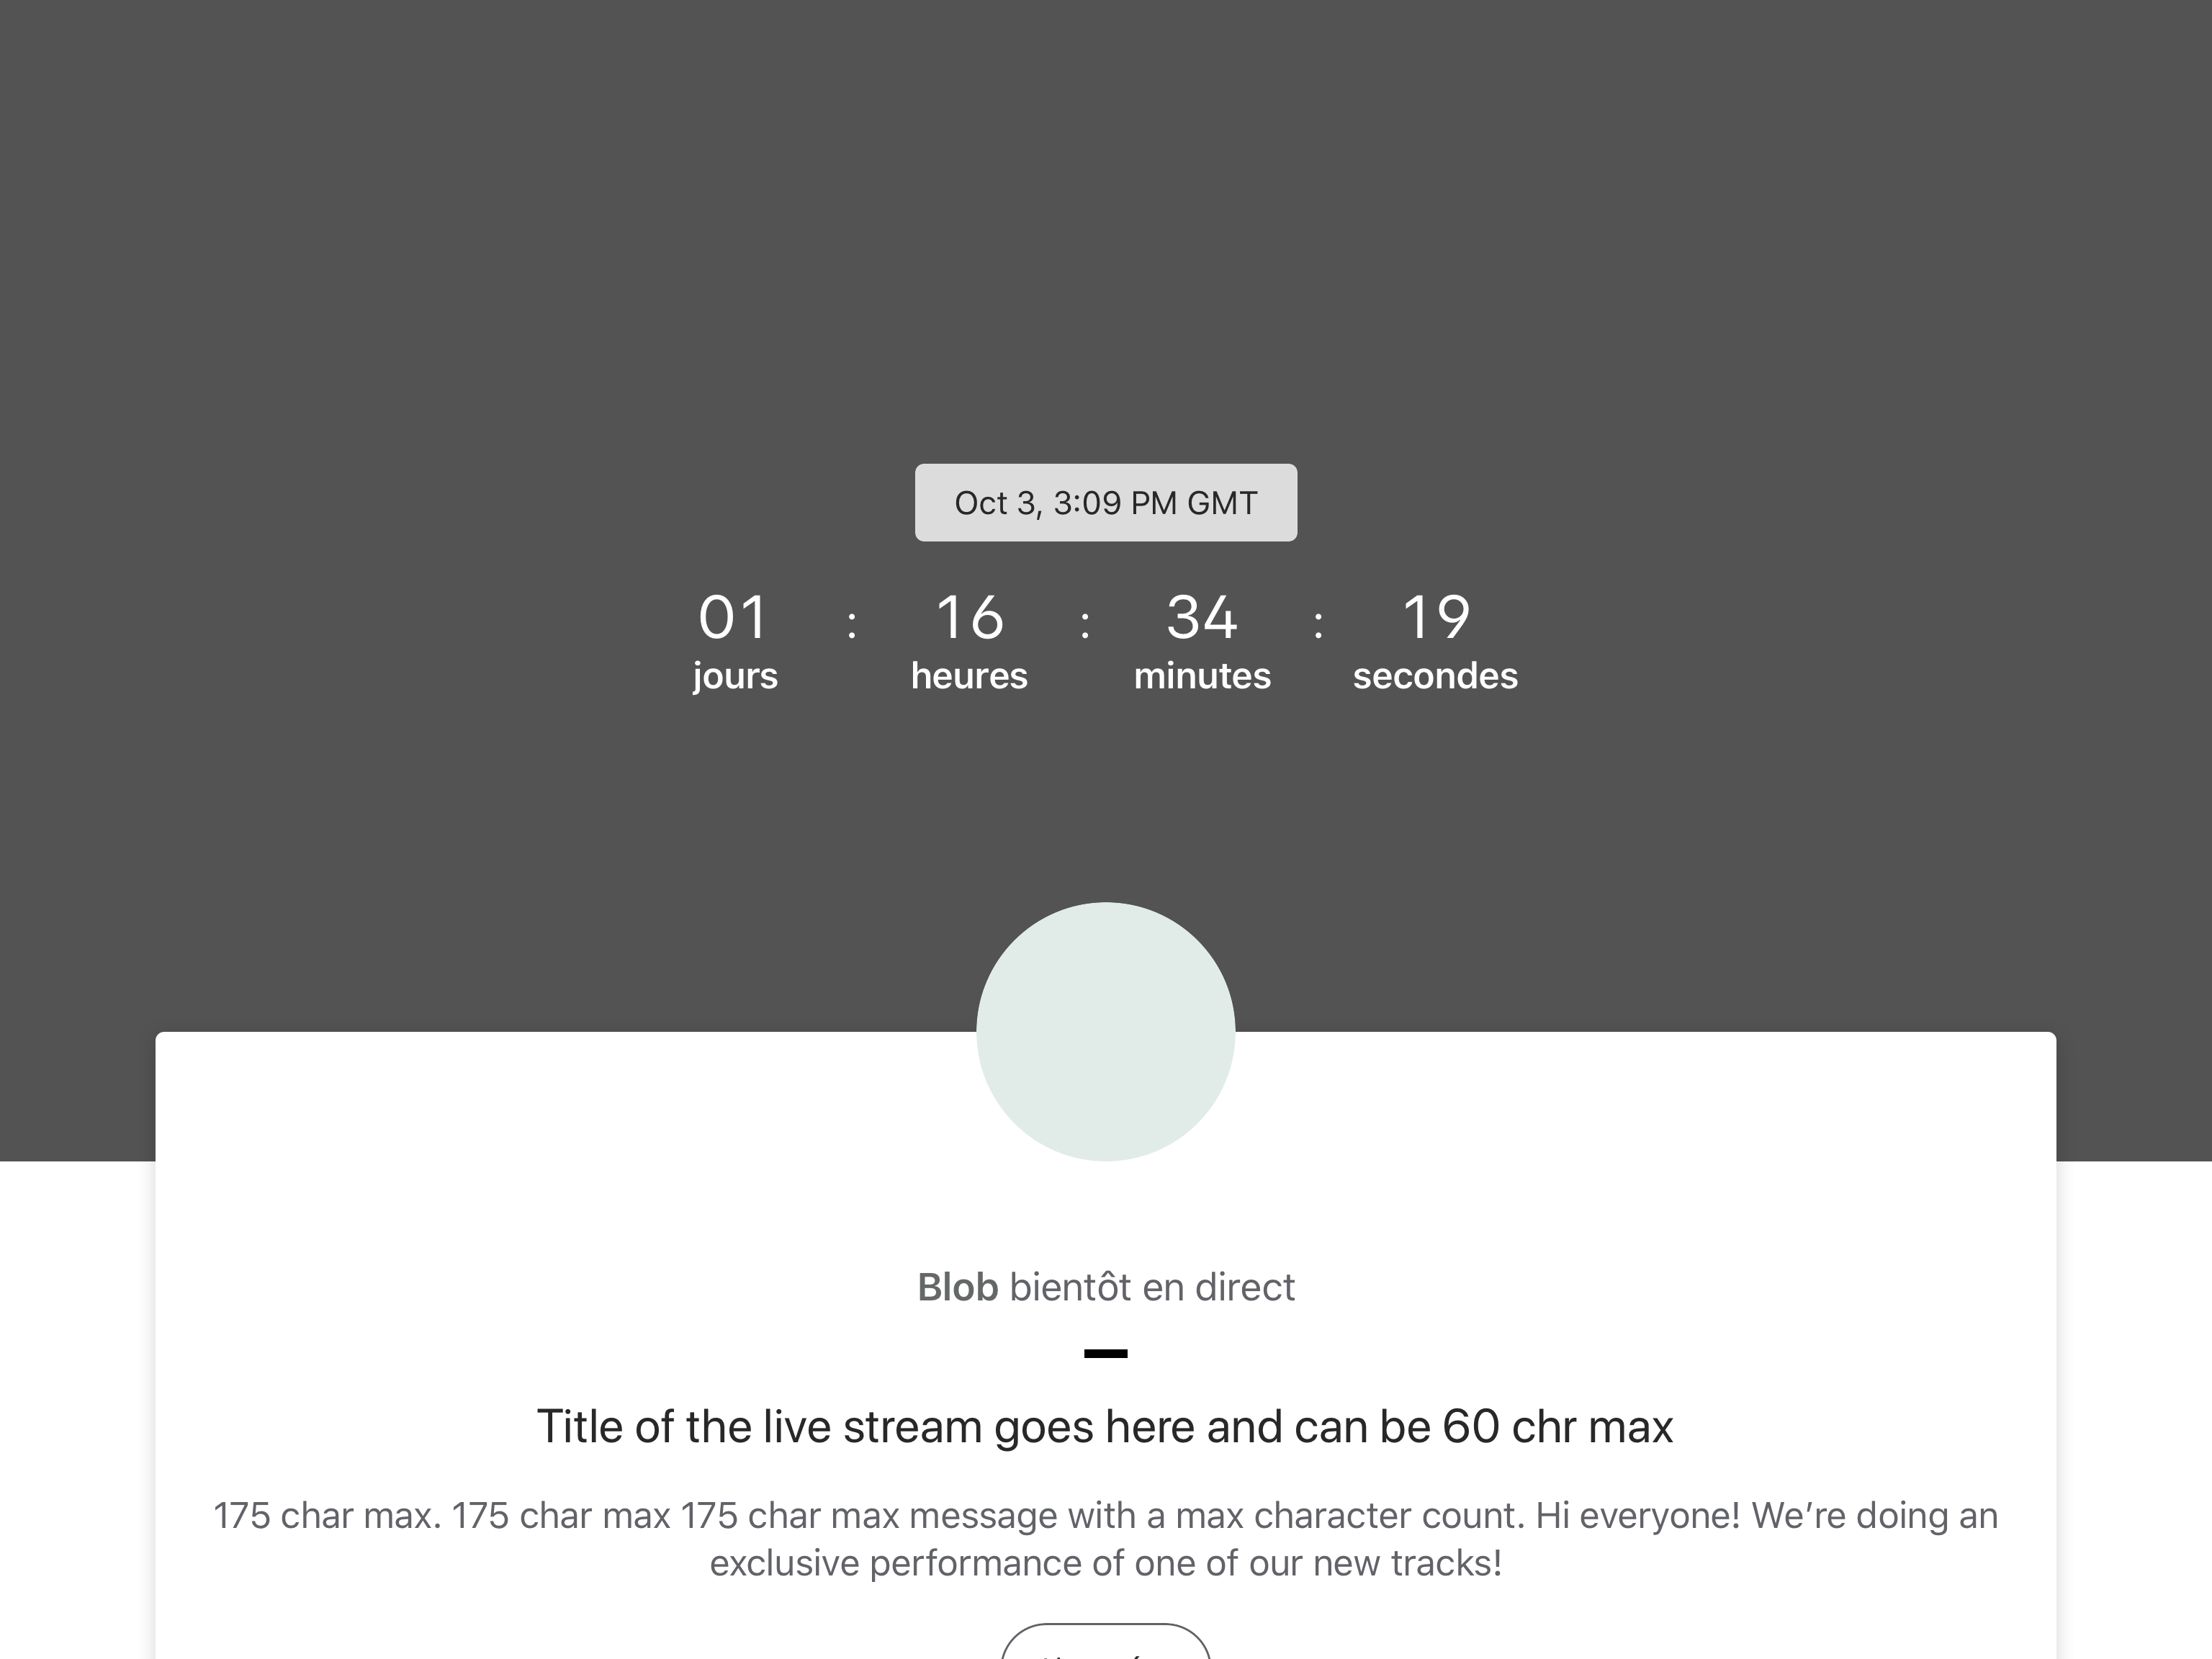 Oct 3, 3:09 PM GMT
01 : 16 : 34 : 19
jours heures minutes secondes
Blob bientôt en direct
Title of the live stream goes here and can be 60 chr max
175 char max. 175 char max 175 char max message with a max character count. Hi everyone! We’re doing an
exclusive performance of one of our new tracks!